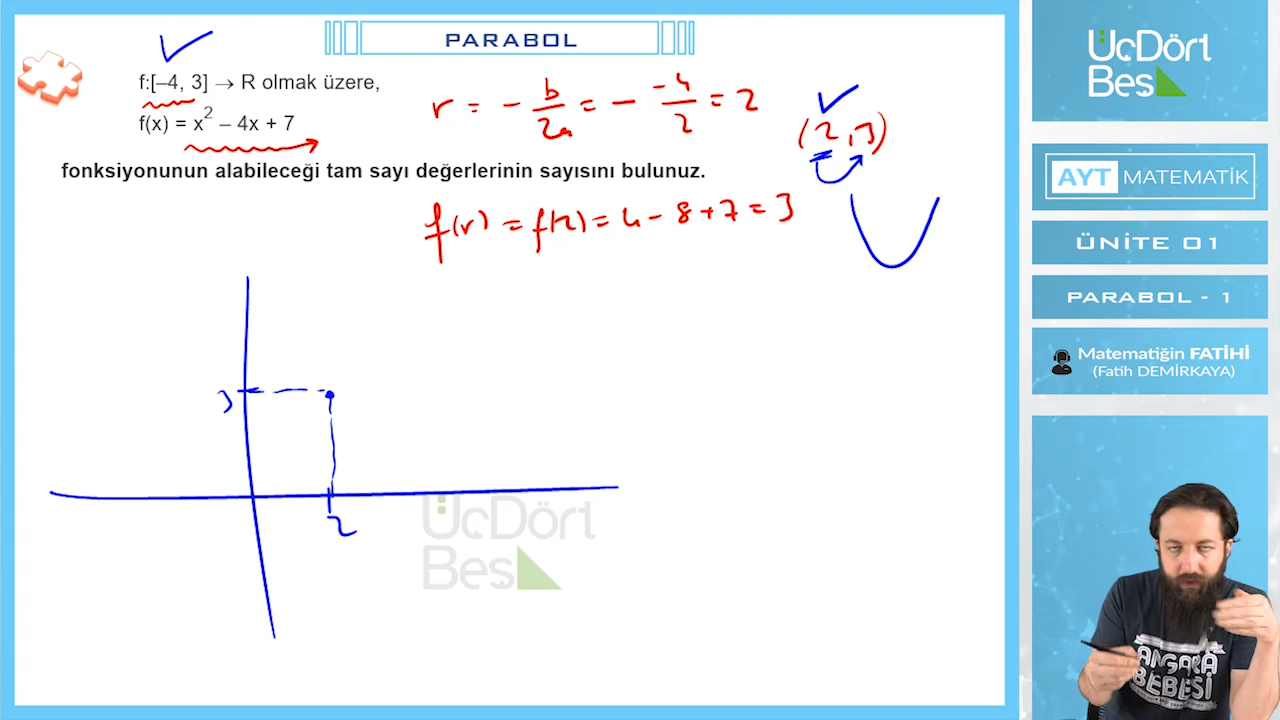 PARABOL
f:[–4, 3] → R olmak üzere,
f(x) = x² – 4x + 7
fonksiyonunun alabileceği tam sayı değerlerinin sayısını bulunuz.
r = - b/2a = - -4/2 = 2
(2,3)
f(r) = f(2) = 4 - 8 + 7 = 3
3
2
ÜçDört
Beş
ÜçDört
Beş
AYT MATEMATİK
ÜNİTE 01
PARABOL - 1
Matematiğin FATİHİ
(Fatih DEMİRKAYA)
ANGARA
BEBESİ